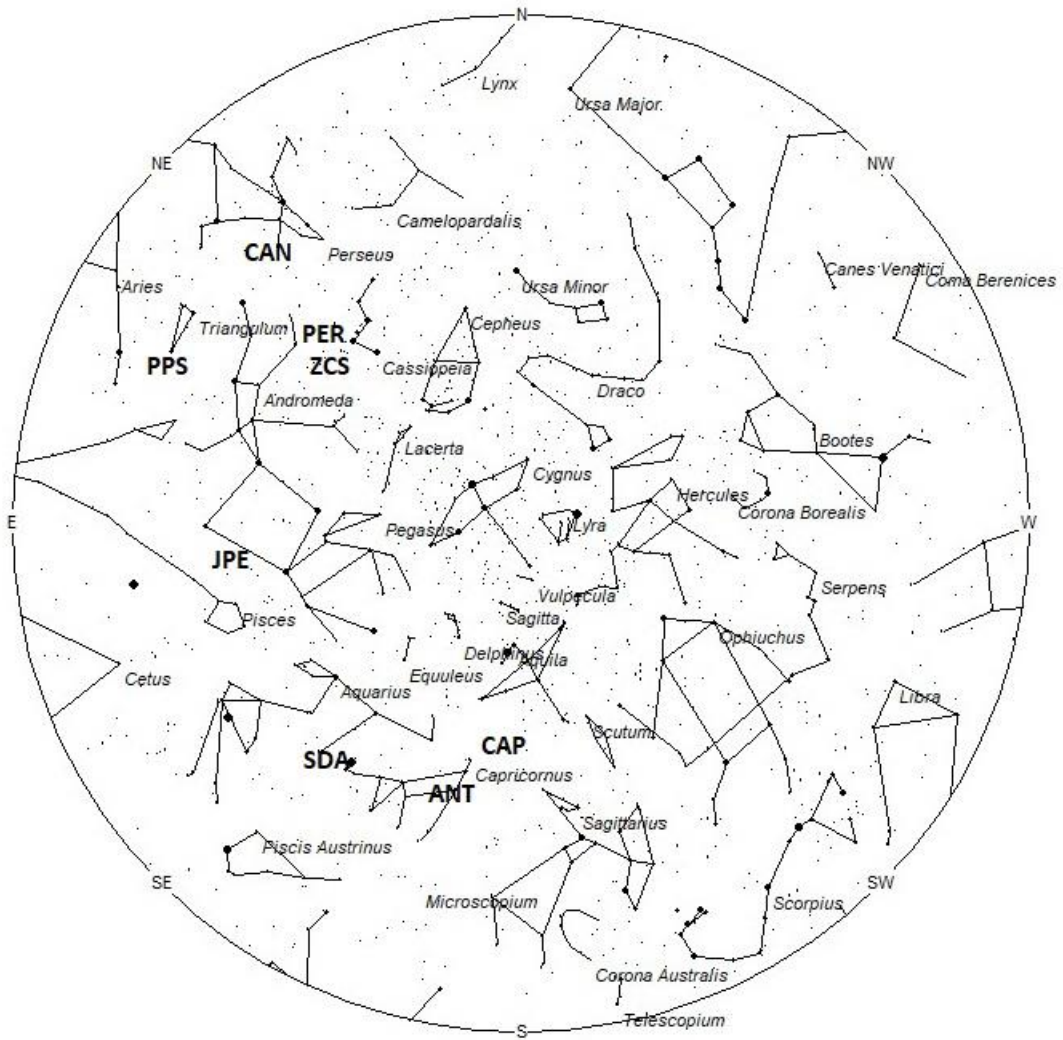 N
Lynx
Ursa Major
NE
NW
Camelopardalis
CAN
Perseus
Canes Venatici
Coma Berenices
Aries
Ursa Minor
Triangulum
PER
Cepheus
PPS
ZCS
Cassiopeia
Draco
Andromeda
Bootes
Lacerta
Cygnus
Hercules
Corona Borealis
E
Pegasus
Lyra
W
JPE
Serpens
Vulpecula
Pisces
Sagitta
Ophiuchus
Delphinus
Aquila
Cetus
Equuleus
Aquarius
Libra
Scutum
CAP
SDA
Capricornus
ANT
Sagittarius
Piscis Austrinus
SE
SW
Microscopium
Scorpius
Corona Australis
Telescopium
S